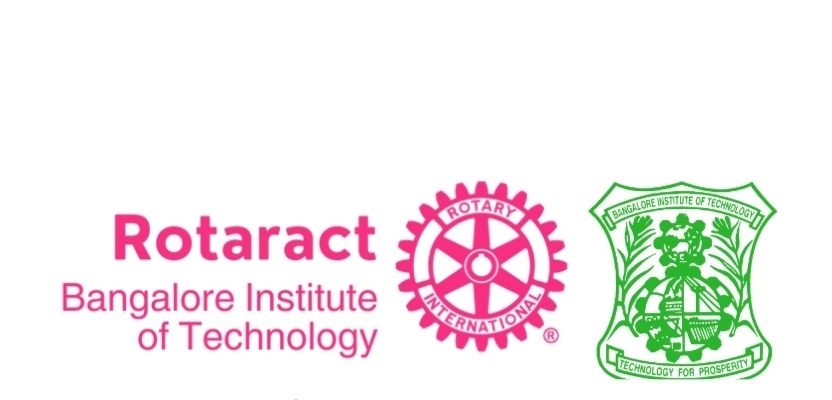 Rotaract
Bangalore Institute
of Technology
ROTARY
INTERNATIONAL
®
BANGALORE INSTITUTE OF TECHNOLOGY
TECHNOLOGY FOR PROSPERITY